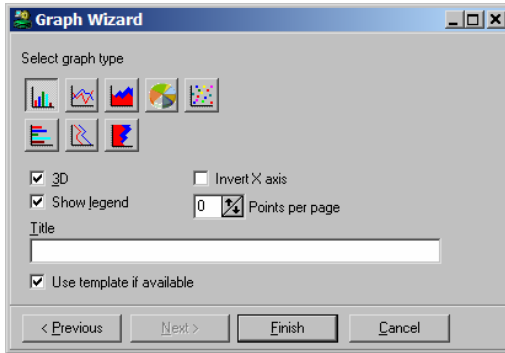 Graph Wizard
Select graph type
3D
Invert X axis
Show legend
0
Points per page
Title
Use template if available
< Previous
Next >
Finish
Cancel